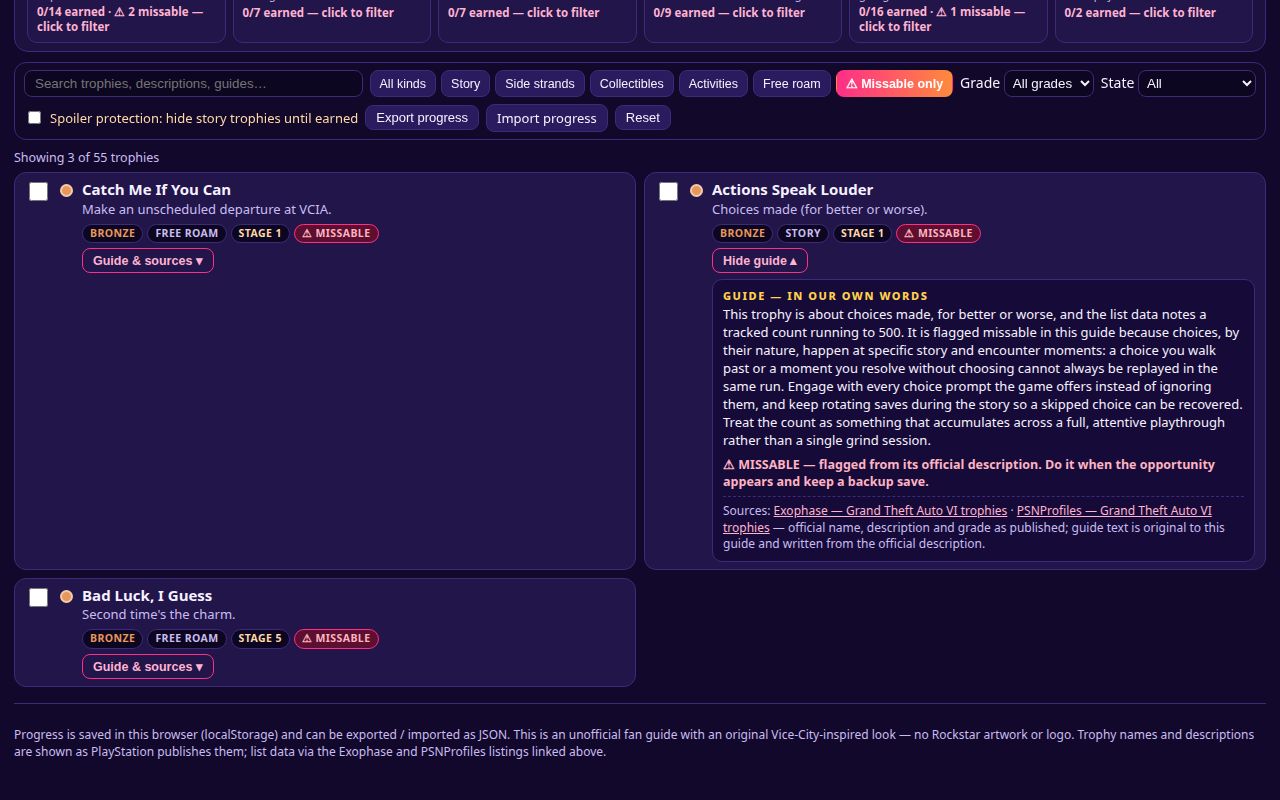 0/14 earned · ⚠ 2 missable —
click to filter
0/7 earned — click to filter
0/7 earned — click to filter
0/9 earned — click to filter
0/16 earned · ⚠ 1 missable —
click to filter
0/2 earned — click to filter
Search trophies, descriptions, guides…
All kinds
Story
Side strands
Collectibles
Activities
Free roam
⚠ Missable only
Grade
All grades
State
All
Spoiler protection: hide story trophies until earned
Export progress
Import progress
Reset
Showing 3 of 55 trophies
Catch Me If You Can
Make an unscheduled departure at VCIA.
BRONZE
FREE ROAM
STAGE 1
⚠ MISSABLE
Guide & sources ▾
Actions Speak Louder
Choices made (for better or worse).
BRONZE
STORY
STAGE 1
⚠ MISSABLE
Hide guide ▴
GUIDE — IN OUR OWN WORDS
This trophy is about choices made, for better or worse, and the list data notes a
tracked count running to 500. It is flagged missable in this guide because choices, by
their nature, happen at specific story and encounter moments: a choice you walk
past or a moment you resolve without choosing cannot always be replayed in the
same run. Engage with every choice prompt the game offers instead of ignoring
them, and keep rotating saves during the story so a skipped choice can be recovered.
Treat the count as something that accumulates across a full, attentive playthrough
rather than a single grind session.
⚠ MISSABLE — flagged from its official description. Do it when the opportunity
appears and keep a backup save.
Sources: Exophase — Grand Theft Auto VI trophies · PSNProfiles — Grand Theft Auto VI
trophies — official name, description and grade as published; guide text is original to this
guide and written from the official description.
Bad Luck, I Guess
Second time's the charm.
BRONZE
FREE ROAM
STAGE 5
⚠ MISSABLE
Guide & sources ▾
Progress is saved in this browser (localStorage) and can be exported / imported as JSON. This is an unofficial fan guide with an original Vice-City-inspired look — no Rockstar artwork or logo. Trophy names and descriptions
are shown as PlayStation publishes them; list data via the Exophase and PSNProfiles listings linked above.